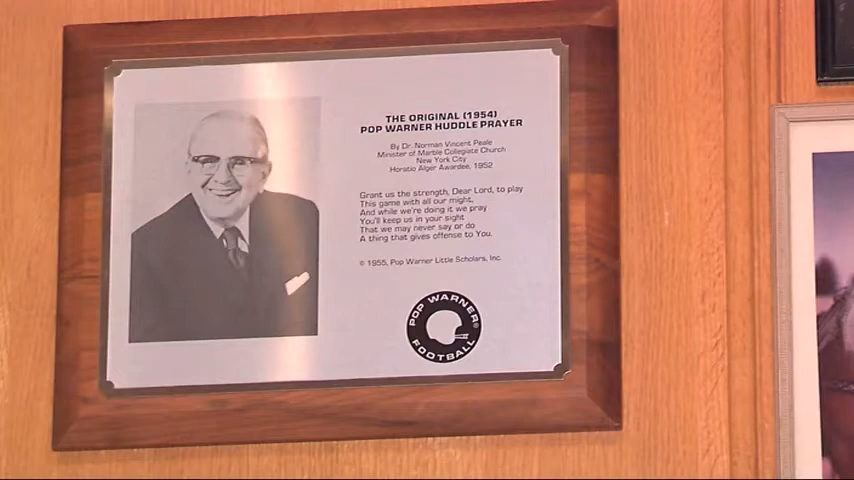 THE ORIGINAL (1954)
POP WARNER HUDDLE PRAYER
By Dr. Norman Vincent Peale
Minister of Marble Collegiate Church
New York City
Horatio Alger Awardee, 1952
Grant us the strength, Dear Lord, to play
This game with all our might,
And while we're doing it we pray
You'll keep us in your sight
That we may never say or do
A thing that gives offense to You.
© 1955, Pop Warner Little Scholars, Inc.
POP WARNER®
FOOTBALL